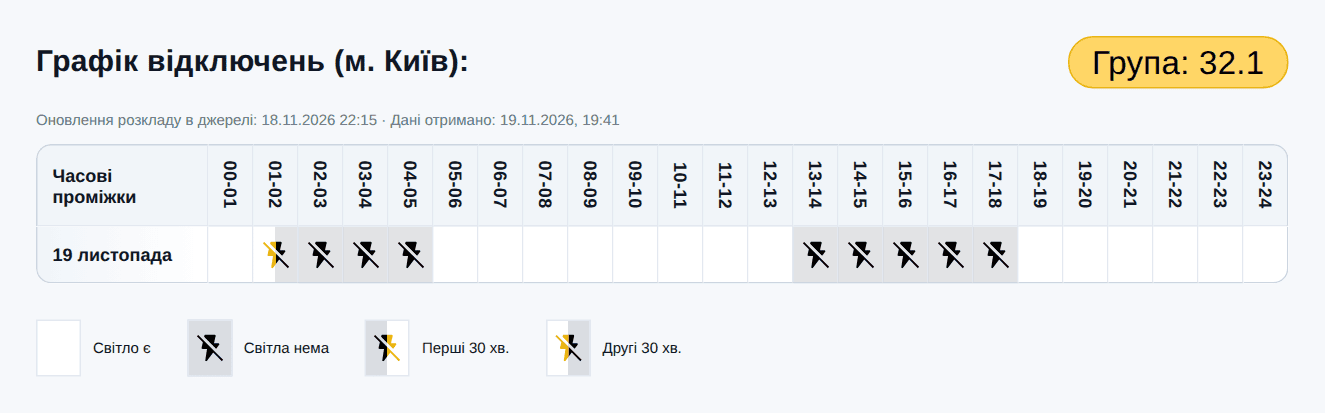 Графік відключень (м. Київ):
Група: 32.1
Оновлення розкладу в джерелі: 18.11.2026 22:15 · Дані отримано: 19.11.2026, 19:41
Часові
проміжки
00-01
01-02
02-03
03-04
04-05
05-06
06-07
07-08
08-09
09-10
10-11
11-12
12-13
13-14
14-15
15-16
16-17
17-18
18-19
19-20
20-21
21-22
22-23
23-24
19 листопада
Світло є
Світла нема
Перші 30 хв.
Другі 30 хв.